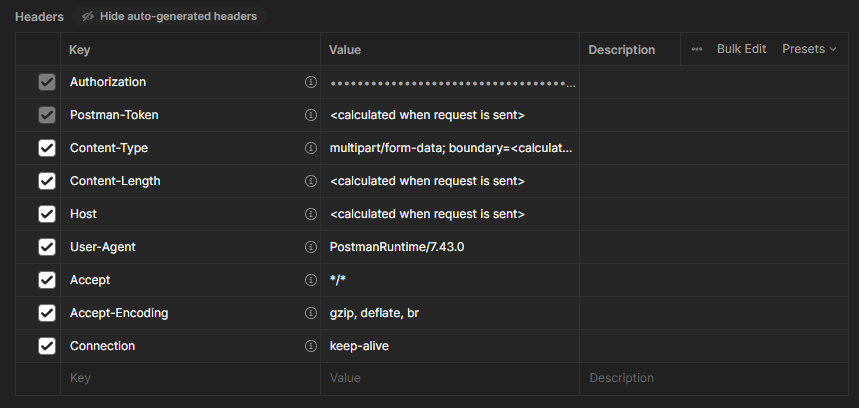 Headers Hide auto-generated headers
Key Value Description ••• Bulk Edit Presets
Authorization ••••••••••••••••••••••••••••••••••...
Postman-Token <calculated when request is sent>
Content-Type multipart/form-data; boundary=<calculat...
Content-Length <calculated when request is sent>
Host <calculated when request is sent>
User-Agent PostmanRuntime/7.43.0
Accept */*
Accept-Encoding gzip, deflate, br
Connection keep-alive
Key Value Description